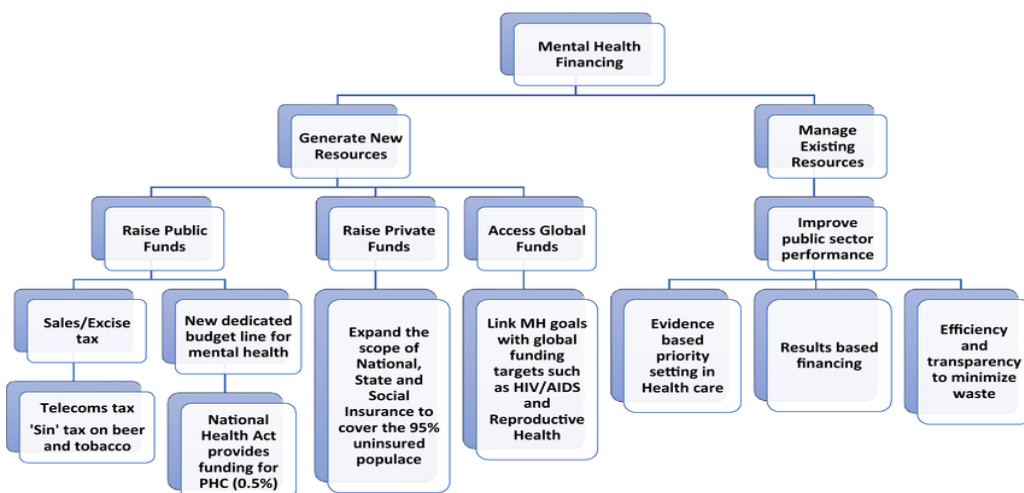 Mental Health
Financing
Generate New
Resources
Manage
Existing
Resources
Raise Public
Funds
Raise Private
Funds
Access Global
Funds
Improve
public sector
performance
Sales/Excise
tax
New dedicated
budget line for
mental health
Expand the
scope of
National,
State and
Social
Insurance to
cover the 95%
uninsured
populace
Link MH goals
with global
funding
targets such
as HIV/AIDS
and
Reproductive
Health
Evidence
based
priority
setting in
Health care
Results based
financing
Efficiency
and
transparency
to minimize
waste
Telecoms tax
'Sin' tax on beer
and tobacco
National
Health Act
provides
funding for
PHC (0.5%)